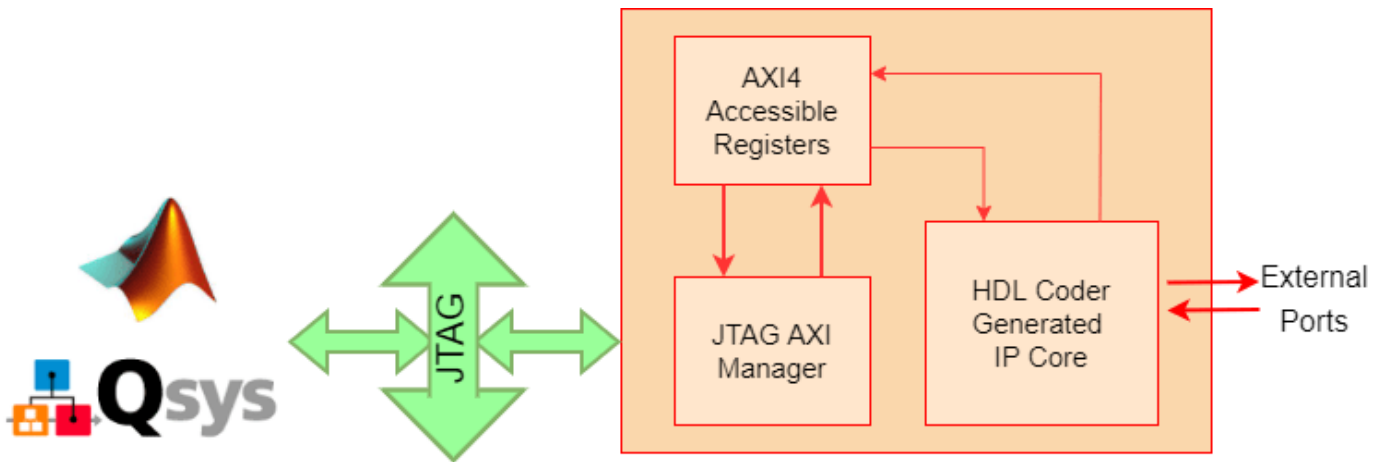 AXI4
Accessible
Registers
JTAG
JTAG AXI
Manager
HDL Coder
Generated
IP Core
External
Ports
Qsys